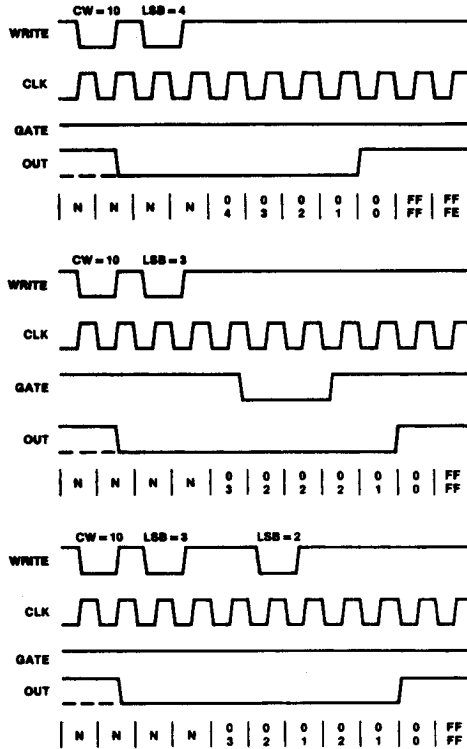 CW = 10 LSB = 4
WRITE
CLK
GATE
OUT
N N N N 0 0 0 0 0 FF FF
4 3 2 1 0 FF FE
CW = 10 LSB = 3
WRITE
CLK
GATE
OUT
N N N N 0 0 0 0 0 0 FF
3 2 2 2 1 0 FF
CW = 10 LSB = 3 LSB = 2
WRITE
CLK
GATE
OUT
N N N N 0 0 0 0 0 0 FF
3 2 1 2 1 0 FF